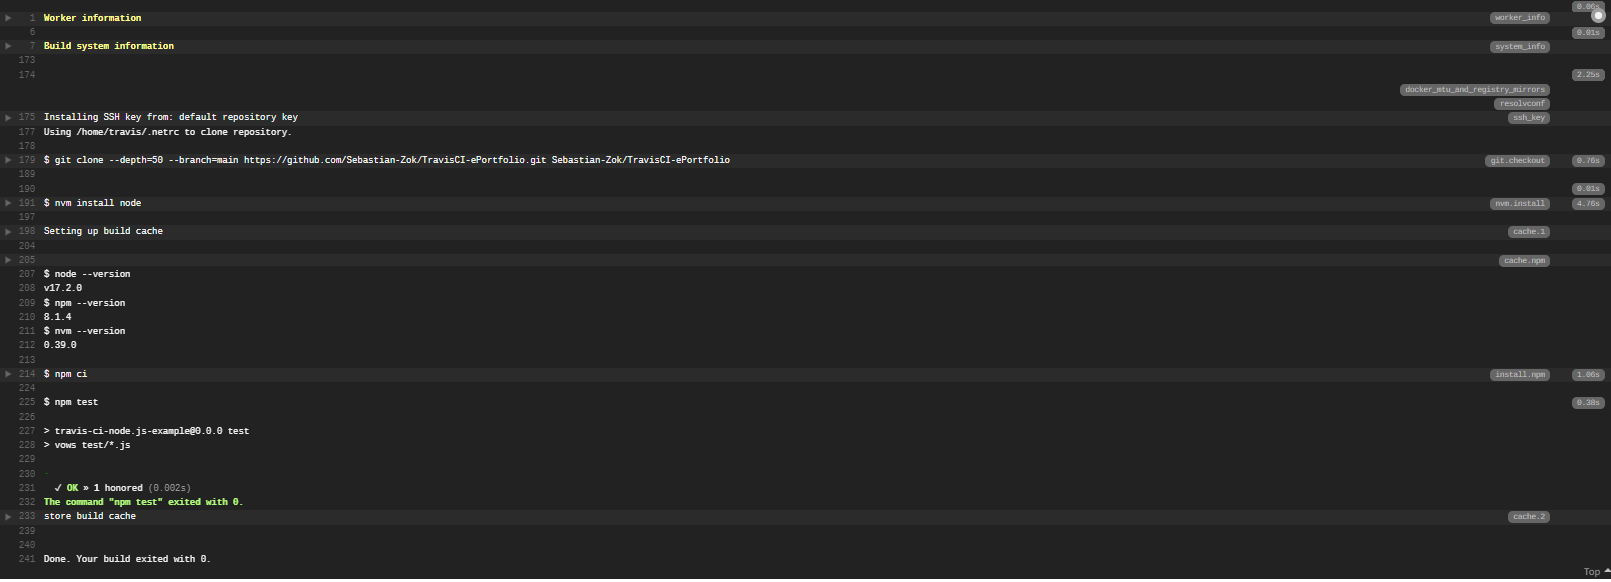 0.06s
1 Worker information worker_info
6 0.01s
7 Build system information system_info
173
174 2.25s
docker_mtu_and_registry_mirrors
resolvconf
175 Installing SSH key from: default repository key ssh_key
177 Using /home/travis/.netrc to clone repository.
178
179 $ git clone --depth=50 --branch=main https://github.com/Sebastian-Zok/TravisCI-ePortfolio.git Sebastian-Zok/TravisCI-ePortfolio git.checkout 0.76s
189
190 0.01s
191 $ nvm install node nvm.install 4.76s
197
198 Setting up build cache cache.1
204
205 cache.npm
207 $ node --version
208 v17.2.0
209 $ npm --version
210 8.1.4
211 $ nvm --version
212 0.39.0
213
214 $ npm ci install.npm 1.06s
224
225 $ npm test 0.38s
226
227 > travis-ci-node.js-example@0.0.0 test
228 > vows test/*.js
229
230 ·
231 ✓ OK » 1 honored (0.002s)
232 The command "npm test" exited with 0.
233 store build cache cache.2
239
240
241 Done. Your build exited with 0.
Top